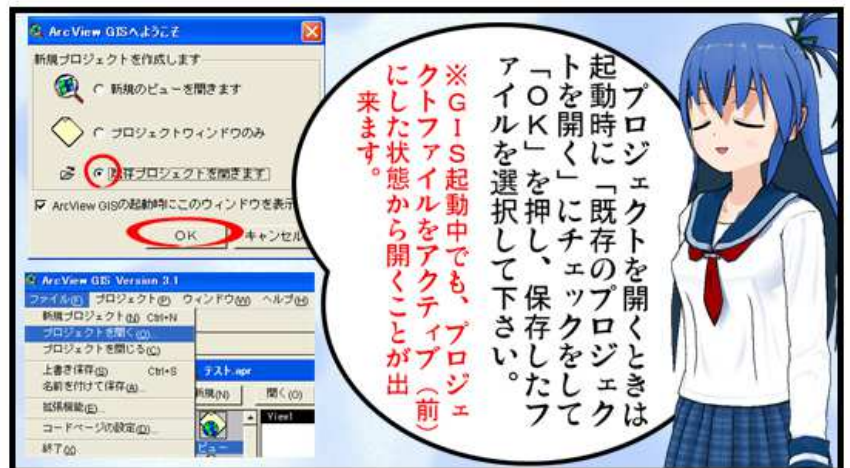 ArcView GISへようこそ
新規プロジェクトを作成します
新規のビューを開きます
プロジェクトウィンドウのみ
既存プロジェクトを開きます
ArcView GISの起動時にこのウィンドウを表示
OK
キャンセル
ArcView GIS Version 3.1
ファイル(F) プロジェクト(P) ウィンドウ(W) ヘルプ(H)
新規プロジェクト(N) Ctrl+N
プロジェクトを開く(O)...
プロジェクトを閉じる(C)
上書き保存(S) Ctrl+S
名前を付けて保存(A)...
拡張機能(E)...
コードページの設定(D)...
終了(X)
テスト.apr
新規(N)
開く(O)
ビュー
View1
プロジェクトを開くときは
起動時に「既存のプロジェク
トを開く」にチェックをして
「OK」を押し、保存したフ
ァイルを選択して下さい。
※GIS起動中でも、プロジェ
クトファイルをアクティブ(前)
にした状態から開くことが出
来ます。